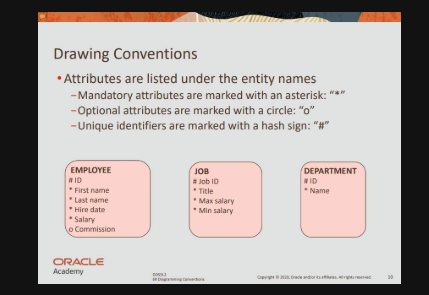 Drawing Conventions
• Attributes are listed under the entity names
–Mandatory attributes are marked with an asterisk: “*”
–Optional attributes are marked with a circle: “o”
–Unique identifiers are marked with a hash sign: “#”
EMPLOYEE
# ID
* First name
* Last name
* Hire date
* Salary
o Commission
JOB
# Job ID
* Title
* Max salary
* Min salary
DEPARTMENT
# ID
* Name
ORACLE
Academy
ER Diagramming Conventions
Copyright © 2020, Oracle and/or its affiliates. All rights reserved.
10